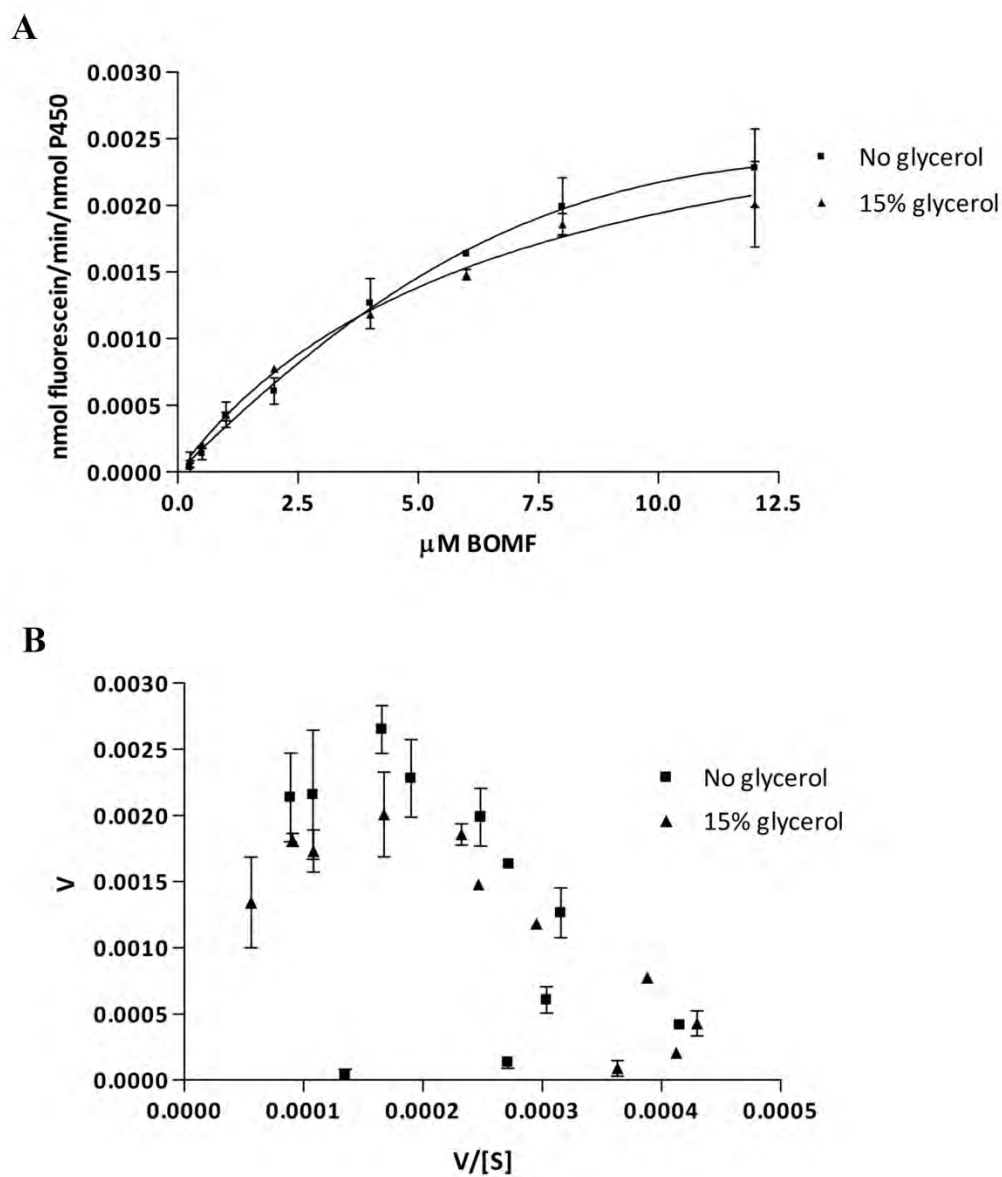 A
0.0030
0.0025
0.0020
0.0015
0.0010
0.0005
0.0000
nmol fluorescein/min/nmol P450
0.0 2.5 5.0 7.5 10.0 12.5
μM BOMF
No glycerol
15% glycerol
B
0.0030
0.0025
0.0020
0.0015
0.0010
0.0005
0.0000
V
0.0000 0.0001 0.0002 0.0003 0.0004 0.0005
V/[S]
No glycerol
15% glycerol